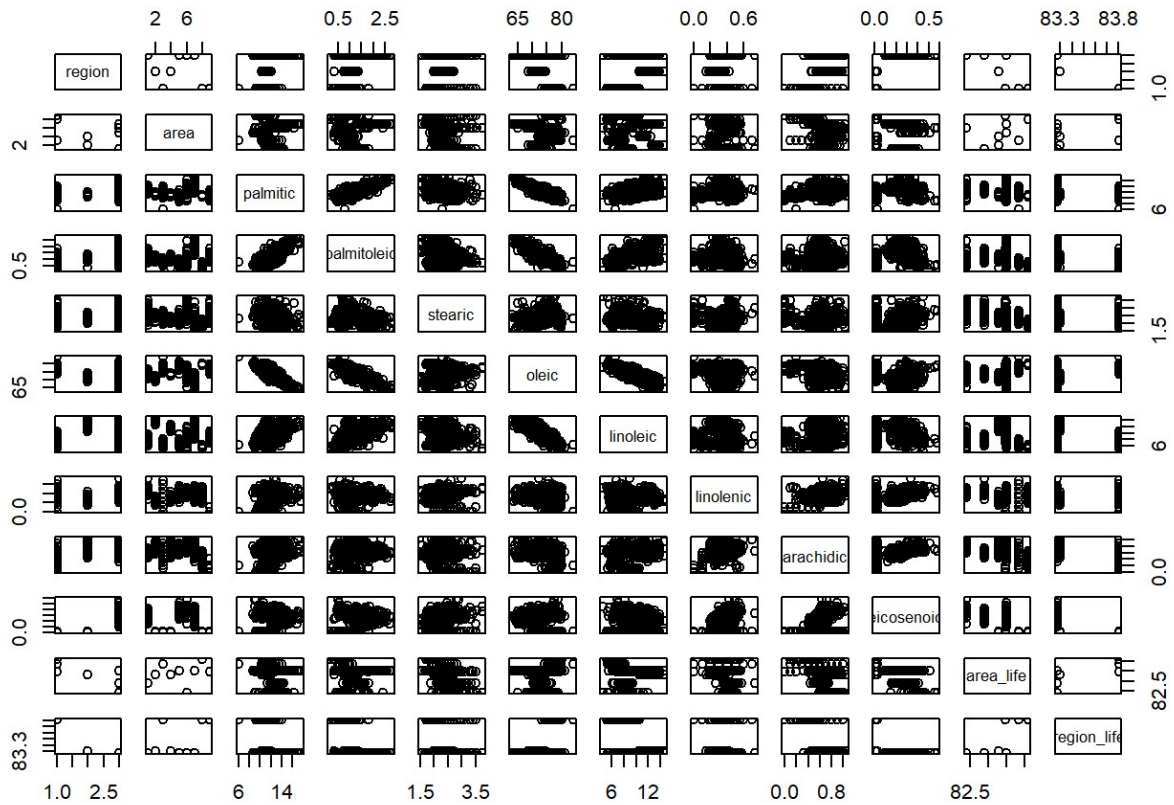 2 6
0.5 2.5
65 80
0.0 0.6
0.0 0.5
83.3 83.8
region
1.0
2
area
palmitic
6
0.5
palmitoleic
stearic
1.5
65
oleic
linoleic
6
0.0
linolenic
arachidic
0.0
0.0
eicosenoic
area_life
82.5
83.3
region_life
1.0 2.5
6 14
1.5 3.5
6 12
0.0 0.8
82.5